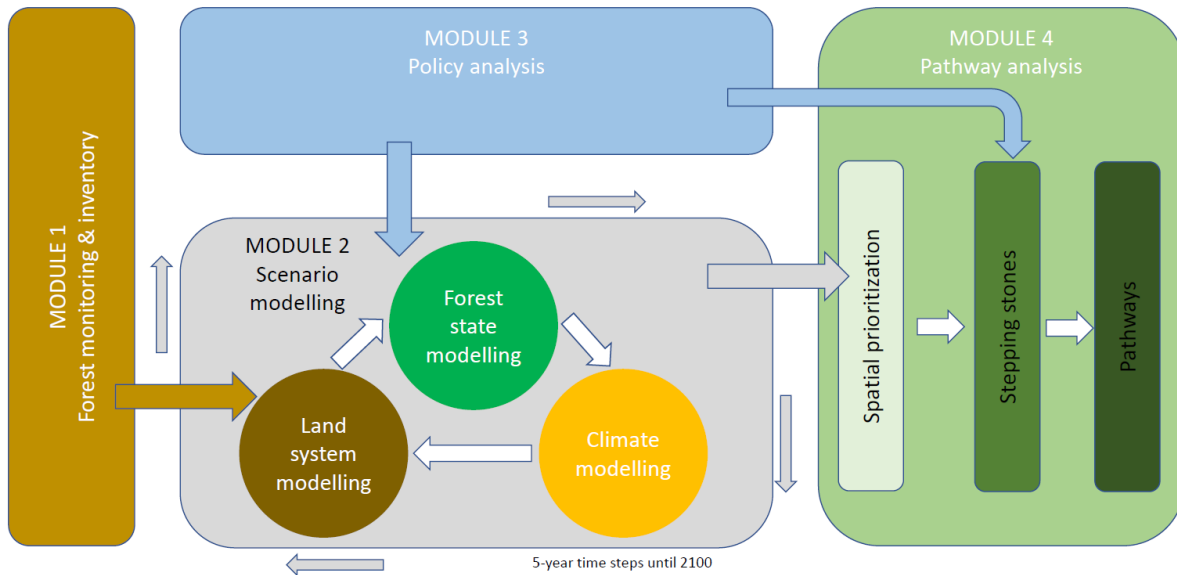 MODULE 1
Forest monitoring & inventory
MODULE 3
Policy analysis
MODULE 2
Scenario
modelling
Forest
state
modelling
Land
system
modelling
Climate
modelling
5-year time steps until 2100
MODULE 4
Pathway analysis
Spatial prioritization
Stepping stones
Pathways